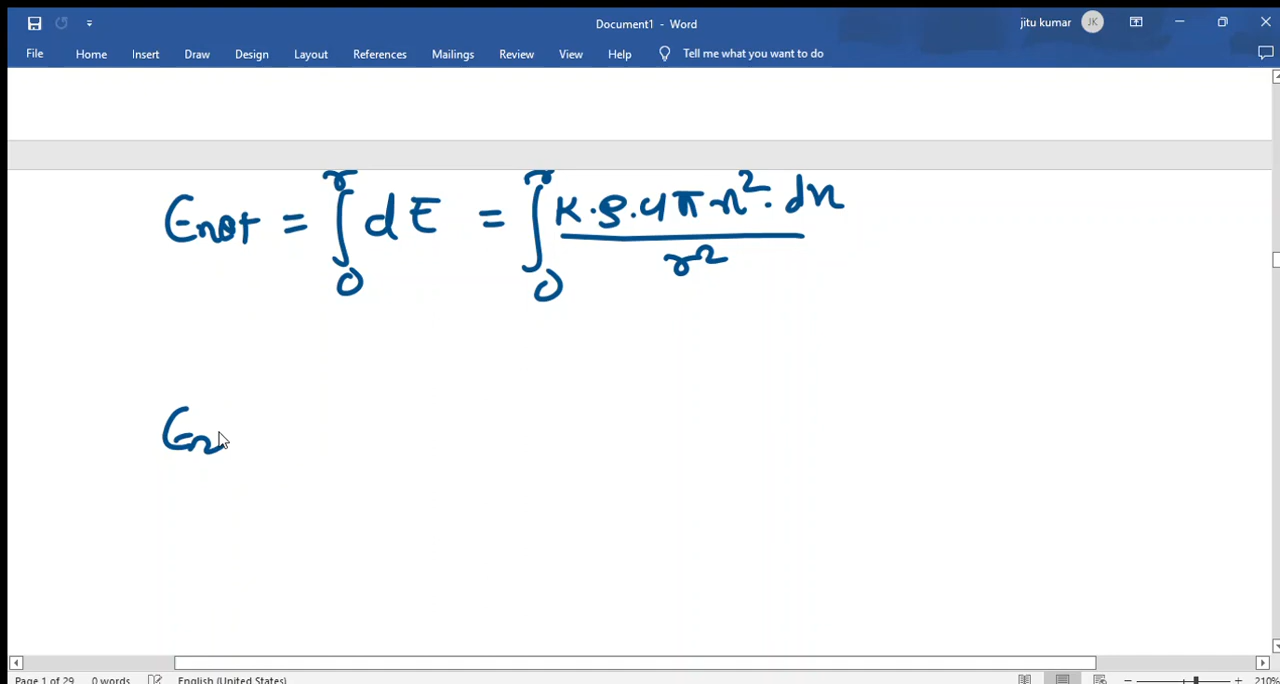 Document1 - Word
jitu kumar JK
File Home Insert Draw Design Layout References Mailings Review View Help Tell me what you want to do
Enet = ∫₀ʳ dE = ∫₀ʳ K·ρ·4πx²·dx / r²
En
Page 1 of 29 0 words English (United States) 210%